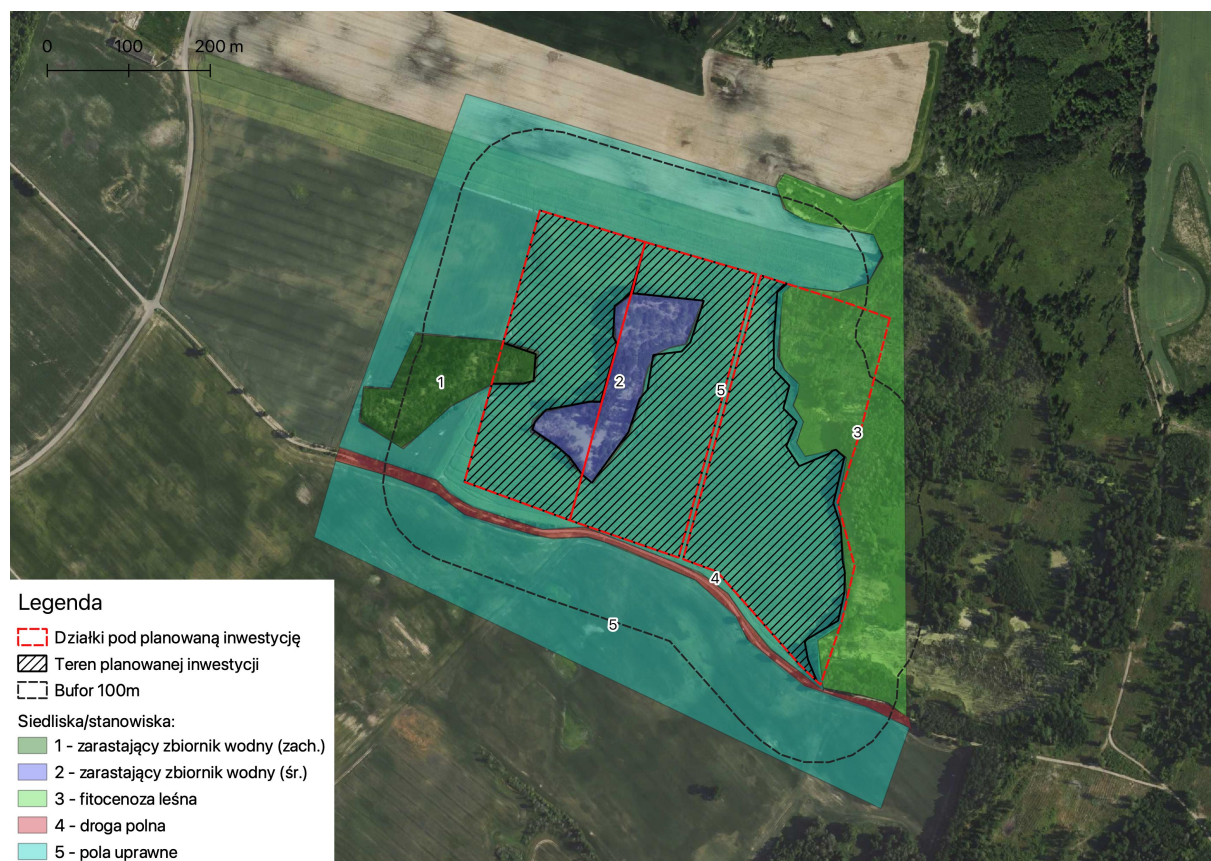 0 100 200 m
1
2
5
3
4
5
Legenda
Działki pod planowaną inwestycję
Teren planowanej inwestycji
Bufor 100m
Siedliska/stanowiska:
1 - zarastający zbiornik wodny (zach.)
2 - zarastający zbiornik wodny (śr.)
3 - fitocenoza leśna
4 - droga polna
5 - pola uprawne